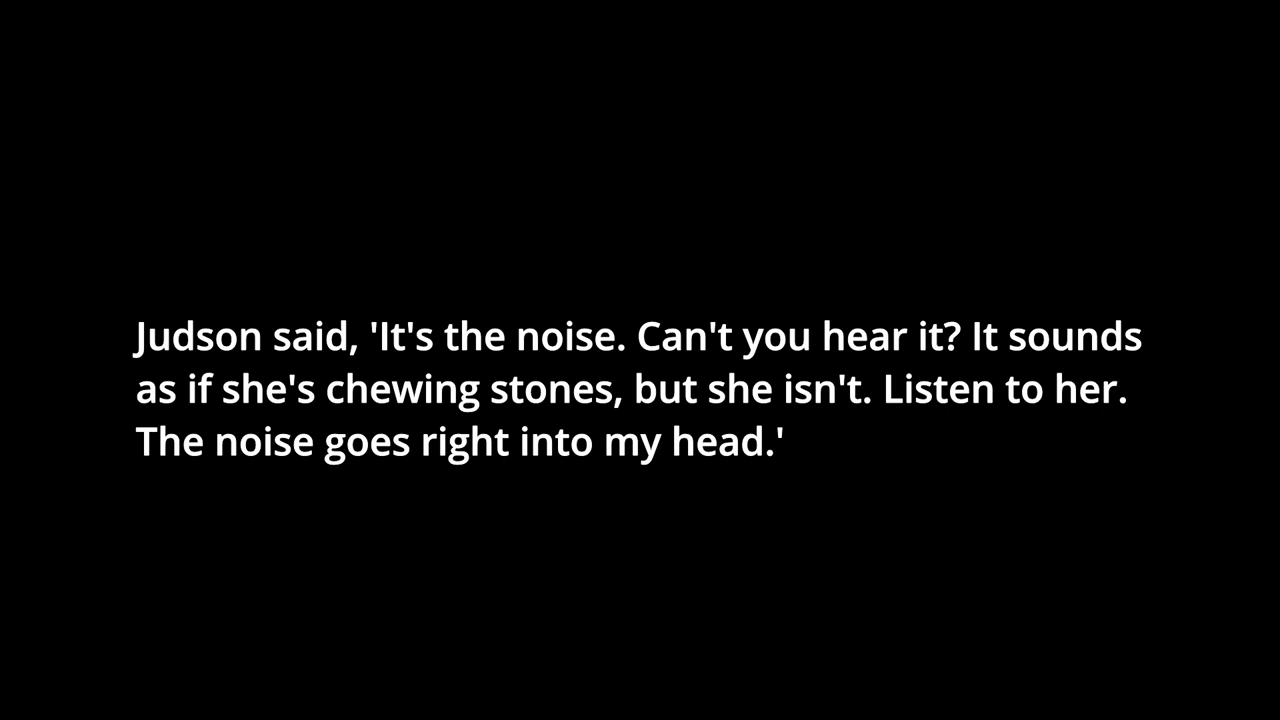 Judson said, 'It's the noise. Can't you hear it? It sounds
as if she's chewing stones, but she isn't. Listen to her.
The noise goes right into my head.'